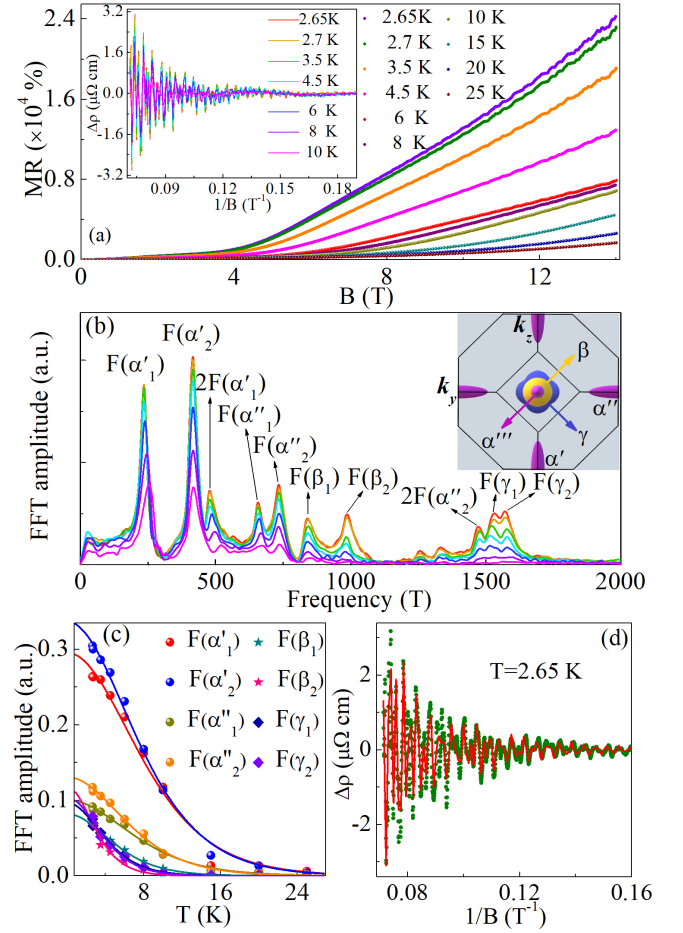 MR (×10⁴ %)
2.4
1.6
0.8
0.0
(a)
0
4
8
12
B (T)
Δρ (μΩ cm)
3.2
1.6
0.0
-1.6
-3.2
0.09
0.12
0.15
0.18
1/B (T⁻¹)
2.65K
2.7 K
3.5 K
4.5 K
6 K
8 K
10 K
2.65K
2.7 K
3.5 K
4.5 K
6 K
8 K
10 K
15 K
20 K
25 K
(b)
FFT amplitude (a.u.)
F(α′₁)
F(α′₂)
2F(α′₁)
F(α″₁)
F(α″₂)
F(β₁)
F(β₂)
2F(α″₂)
F(γ₁)
F(γ₂)
k_z
k_y
β
α″
α‴
α′
γ
0
500
1000
1500
2000
Frequency (T)
(c)
FFT amplitude (a.u.)
0.3
0.2
0.1
0.0
F(α′₁)
F(β₁)
F(α′₂)
F(β₂)
F(α″₁)
F(γ₁)
F(α″₂)
F(γ₂)
8
16
24
T (K)
(d)
T=2.65 K
Δρ (μΩ cm)
2
0
-2
0.08
0.12
0.16
1/B (T⁻¹)